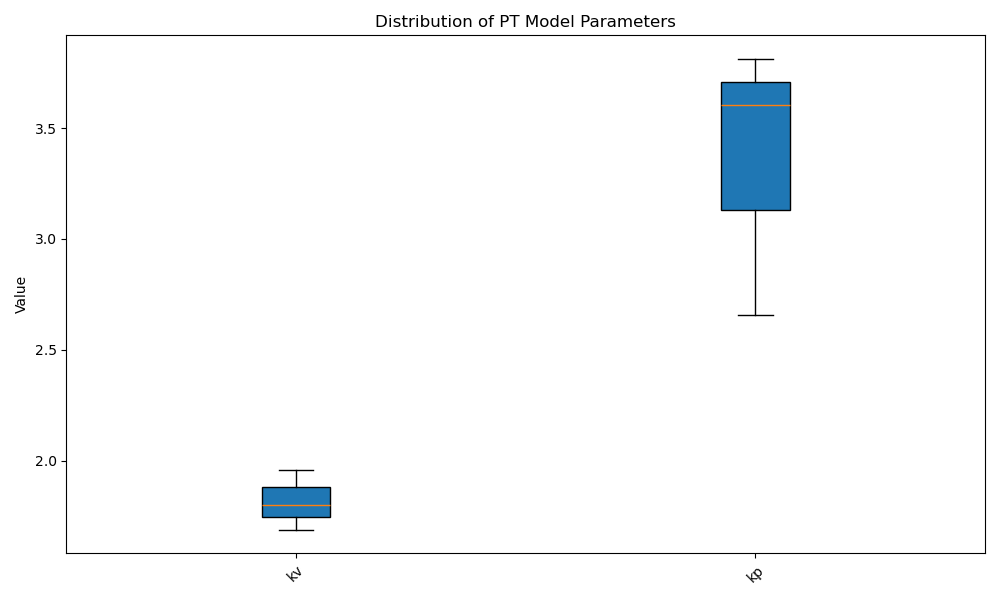 Distribution of PT Model Parameters
Value
3.5
3.0
2.5
2.0
kv
kp